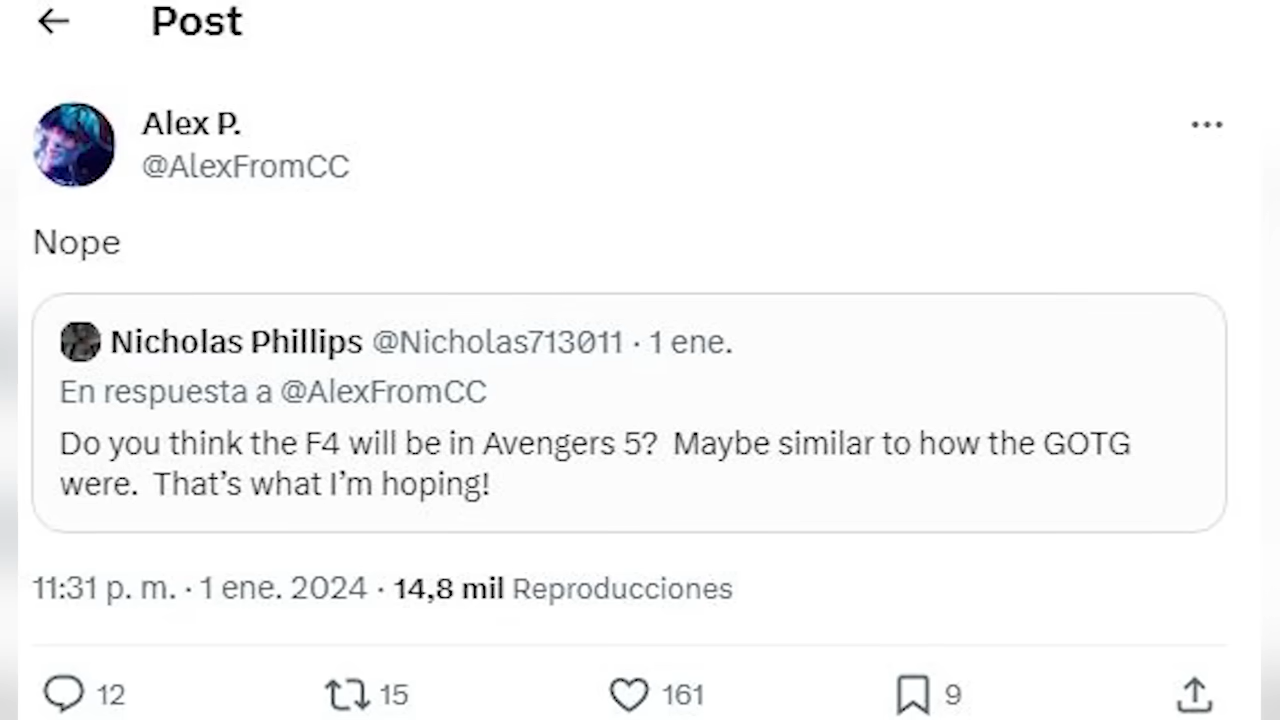 Post
Alex P.
@AlexFromCC
Nope
Nicholas Phillips @Nicholas713011 · 1 ene.
En respuesta a @AlexFromCC
Do you think the F4 will be in Avengers 5?  Maybe similar to how the GOTG
were.  That’s what I’m hoping!
11:31 p. m. · 1 ene. 2024 · 14,8 mil Reproducciones
12 15 161 9